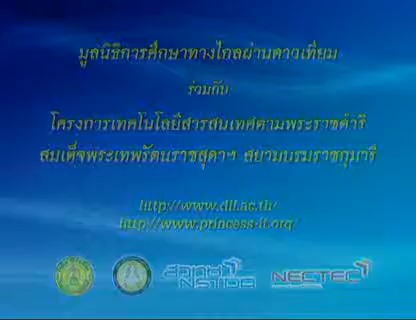 มูลนิธิการศึกษาทางไกลผ่านดาวเทียม
ร่วมกับ
โครงการเทคโนโลยีสารสนเทศตามพระราชดำริ
สมเด็จพระเทพรัตนราชสุดาฯ สยามบรมราชกุมารี
http://www.dlf.ac.th/
http://www.princess-it.org/
สวทช
NSTDA
NECTEC